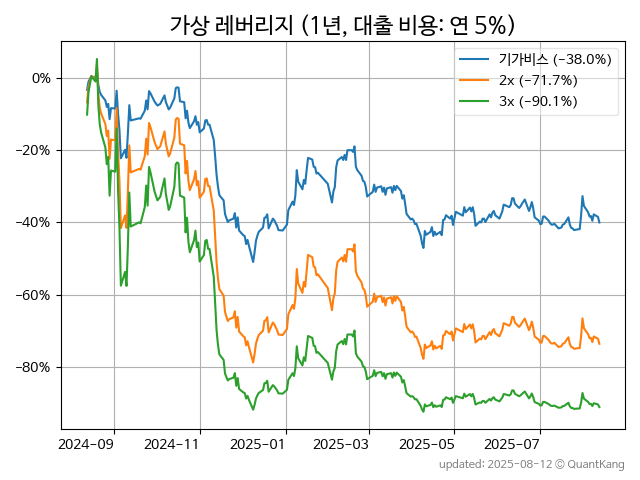 가상 레버리지 (1년, 대출 비용: 연 5%)
기가비스 (-38.0%)
2x (-71.7%)
3x (-90.1%)
0%
-20%
-40%
-60%
-80%
2024-09 2024-11 2025-01 2025-03 2025-05 2025-07
updated: 2025-08-12 © QuantKang